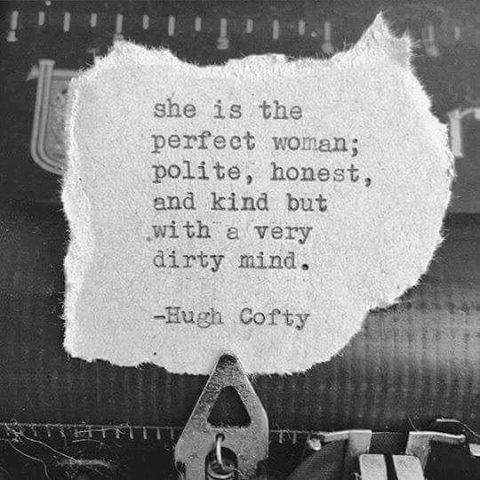 she is the
perfect woman;
polite, honest,
and kind but
with a very
dirty mind.
-Hugh Cofty